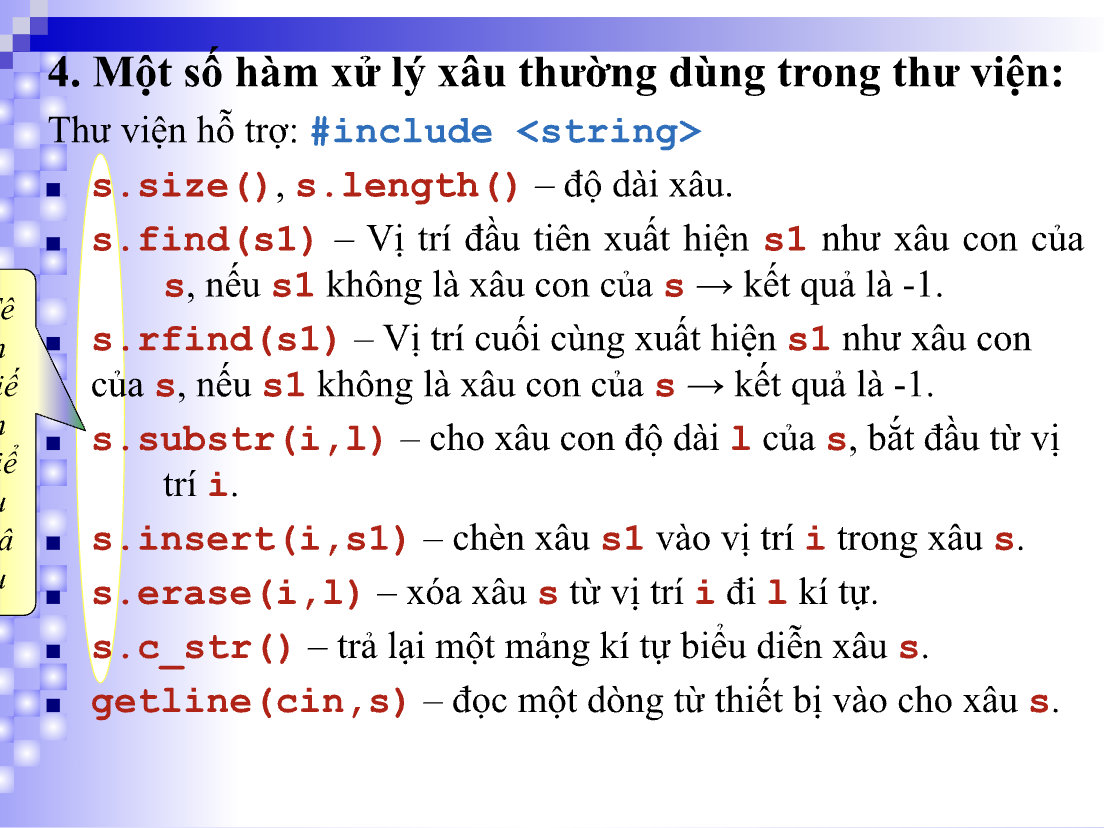 4. Một số hàm xử lý xâu thường dùng trong thư viện:
Thư viện hỗ trợ: #include <string>
s.size(), s.length() – độ dài xâu.
s.find(s1) – Vị trí đầu tiên xuất hiện s1 như xâu con của
s, nếu s1 không là xâu con của s → kết quả là -1.
s.rfind(s1) – Vị trí cuối cùng xuất hiện s1 như xâu con
của s, nếu s1 không là xâu con của s → kết quả là -1.
s.substr(i,l) – cho xâu con độ dài l của s, bắt đầu từ vị
trí i.
s.insert(i,s1) – chèn xâu s1 vào vị trí i trong xâu s.
s.erase(i,l) – xóa xâu s từ vị trí i đi l kí tự.
s.c_str() – trả lại một mảng kí tự biểu diễn xâu s.
getline(cin,s) – đọc một dòng từ thiết bị vào cho xâu s.